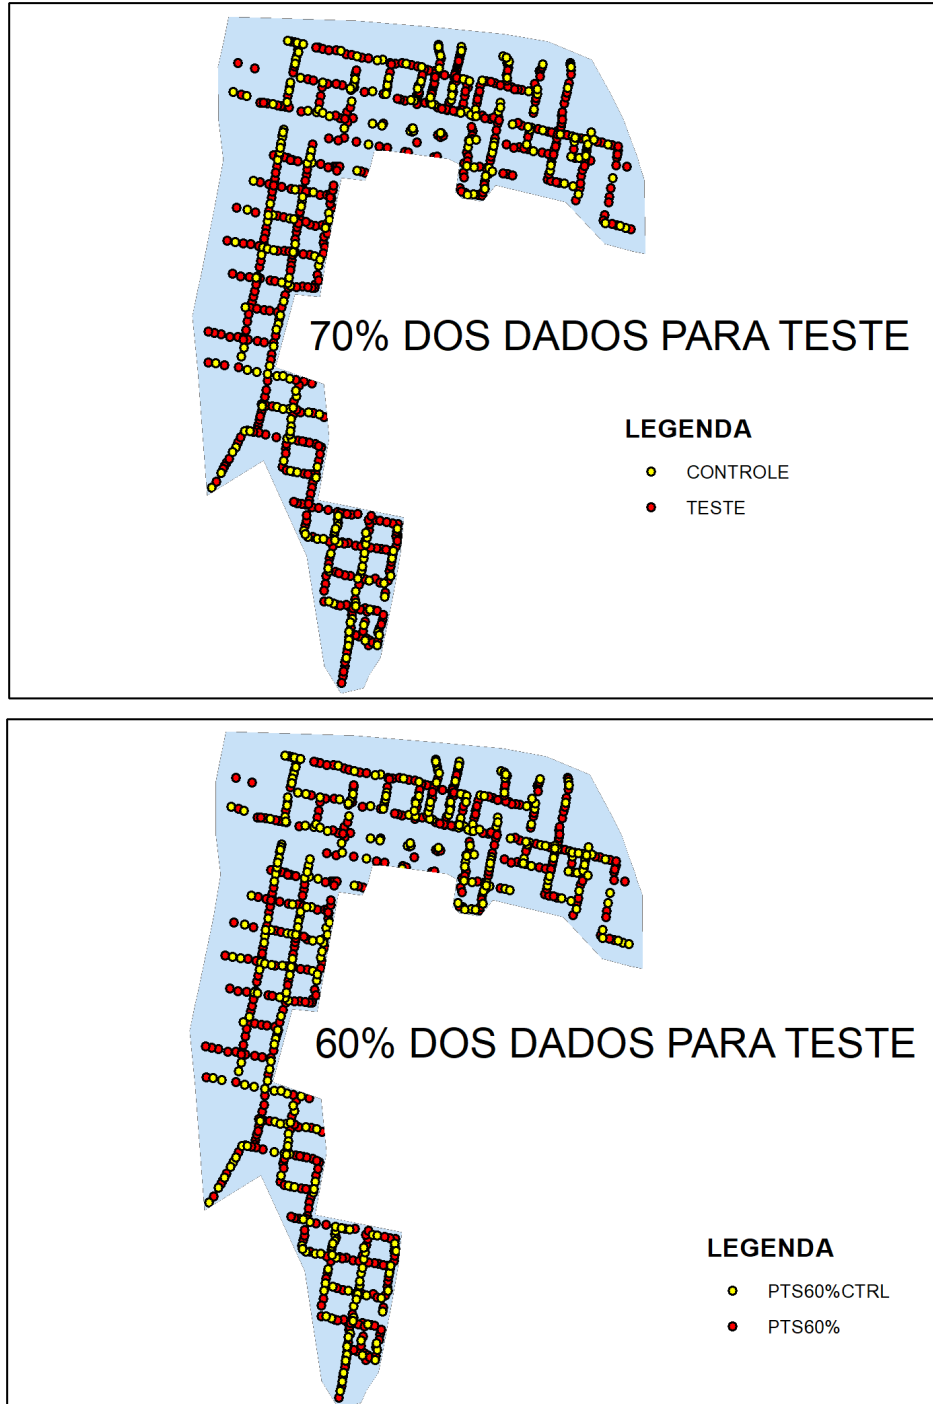 70% DOS DADOS PARA TESTE
LEGENDA
CONTROLE
TESTE
60% DOS DADOS PARA TESTE
LEGENDA
PTS60%CTRL
PTS60%